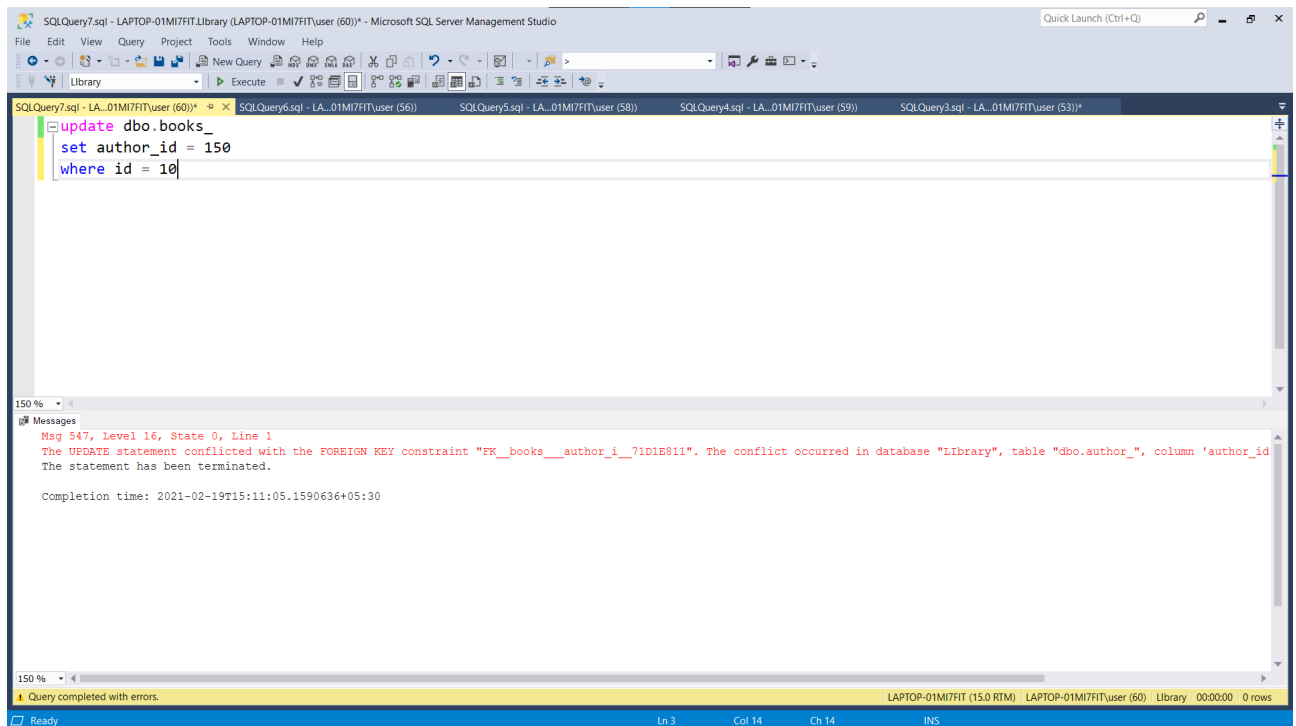 SQLQuery7.sql - LAPTOP-01MI7FIT.LIbrary (LAPTOP-01MI7FIT\user (60))* - Microsoft SQL Server Management Studio
Quick Launch (Ctrl+Q)
File Edit View Query Project Tools Window Help
New Query
MDX DMX XMLA DAX
LIbrary
Execute
SQLQuery7.sql - LA...01MI7FIT\user (60))*
SQLQuery6.sql - LA...01MI7FIT\user (56))
SQLQuery5.sql - LA...01MI7FIT\user (58))
SQLQuery4.sql - LA...01MI7FIT\user (59))
SQLQuery3.sql - LA...01MI7FIT\user (53))*
update dbo.books_
set author_id = 150
where id = 10
150 %
Messages
Msg 547, Level 16, State 0, Line 1
The UPDATE statement conflicted with the FOREIGN KEY constraint "FK__books___author_i__71D1E811". The conflict occurred in database "LIbrary", table "dbo.author_", column 'author_id
The statement has been terminated.
Completion time: 2021-02-19T15:11:05.1590636+05:30
150 %
Query completed with errors.
LAPTOP-01MI7FIT (15.0 RTM)
LAPTOP-01MI7FIT\user (60)
LIbrary
00:00:00
0 rows
Ready
Ln 3
Col 14
Ch 14
INS